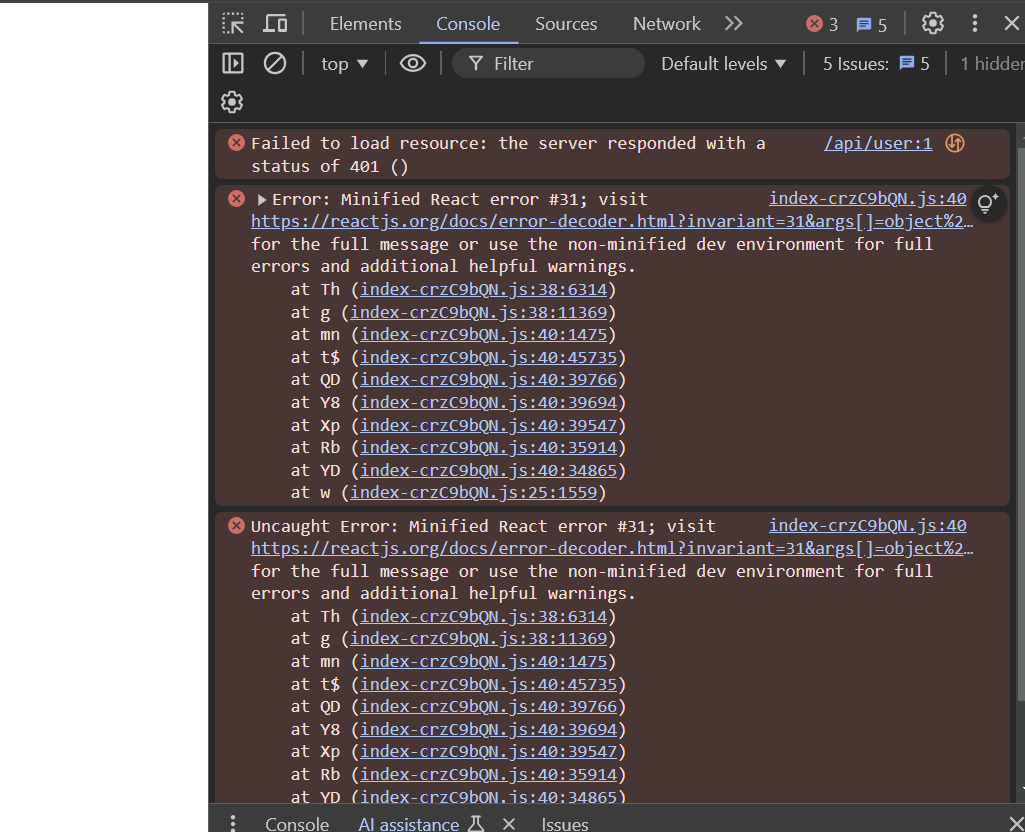 Elements Console Sources Network 3 5
top Filter Default levels 5 Issues: 5 1 hidden
Failed to load resource: the server responded with a /api/user:1
status of 401 ()
Error: Minified React error #31; visit index-crzC9bQN.js:40
https://reactjs.org/docs/error-decoder.html?invariant=31&args[]=object%2…
for the full message or use the non-minified dev environment for full
errors and additional helpful warnings.
at Th (index-crzC9bQN.js:38:6314)
at g (index-crzC9bQN.js:38:11369)
at mn (index-crzC9bQN.js:40:1475)
at t$ (index-crzC9bQN.js:40:45735)
at QD (index-crzC9bQN.js:40:39766)
at Y8 (index-crzC9bQN.js:40:39694)
at Xp (index-crzC9bQN.js:40:39547)
at Rb (index-crzC9bQN.js:40:35914)
at YD (index-crzC9bQN.js:40:34865)
at w (index-crzC9bQN.js:25:1559)
Uncaught Error: Minified React error #31; visit index-crzC9bQN.js:40
https://reactjs.org/docs/error-decoder.html?invariant=31&args[]=object%2…
for the full message or use the non-minified dev environment for full
errors and additional helpful warnings.
at Th (index-crzC9bQN.js:38:6314)
at g (index-crzC9bQN.js:38:11369)
at mn (index-crzC9bQN.js:40:1475)
at t$ (index-crzC9bQN.js:40:45735)
at QD (index-crzC9bQN.js:40:39766)
at Y8 (index-crzC9bQN.js:40:39694)
at Xp (index-crzC9bQN.js:40:39547)
at Rb (index-crzC9bQN.js:40:35914)
at YD (index-crzC9bQN.js:40:34865)
Console AI assistance Issues